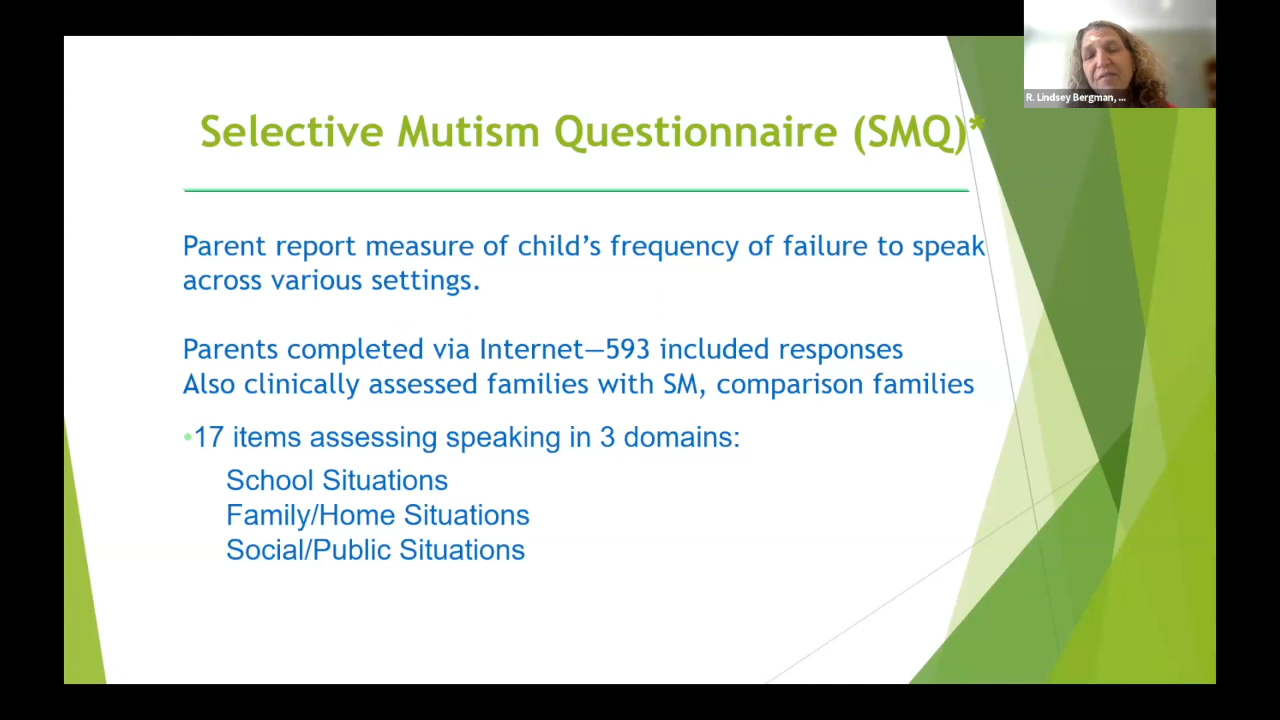 R. Lindsey Bergman, ...
Selective Mutism Questionnaire (SMQ)*
Parent report measure of child’s frequency of failure to speak
across various settings.
Parents completed via Internet—593 included responses
Also clinically assessed families with SM, comparison families
•17 items assessing speaking in 3 domains:
School Situations
Family/Home Situations
Social/Public Situations